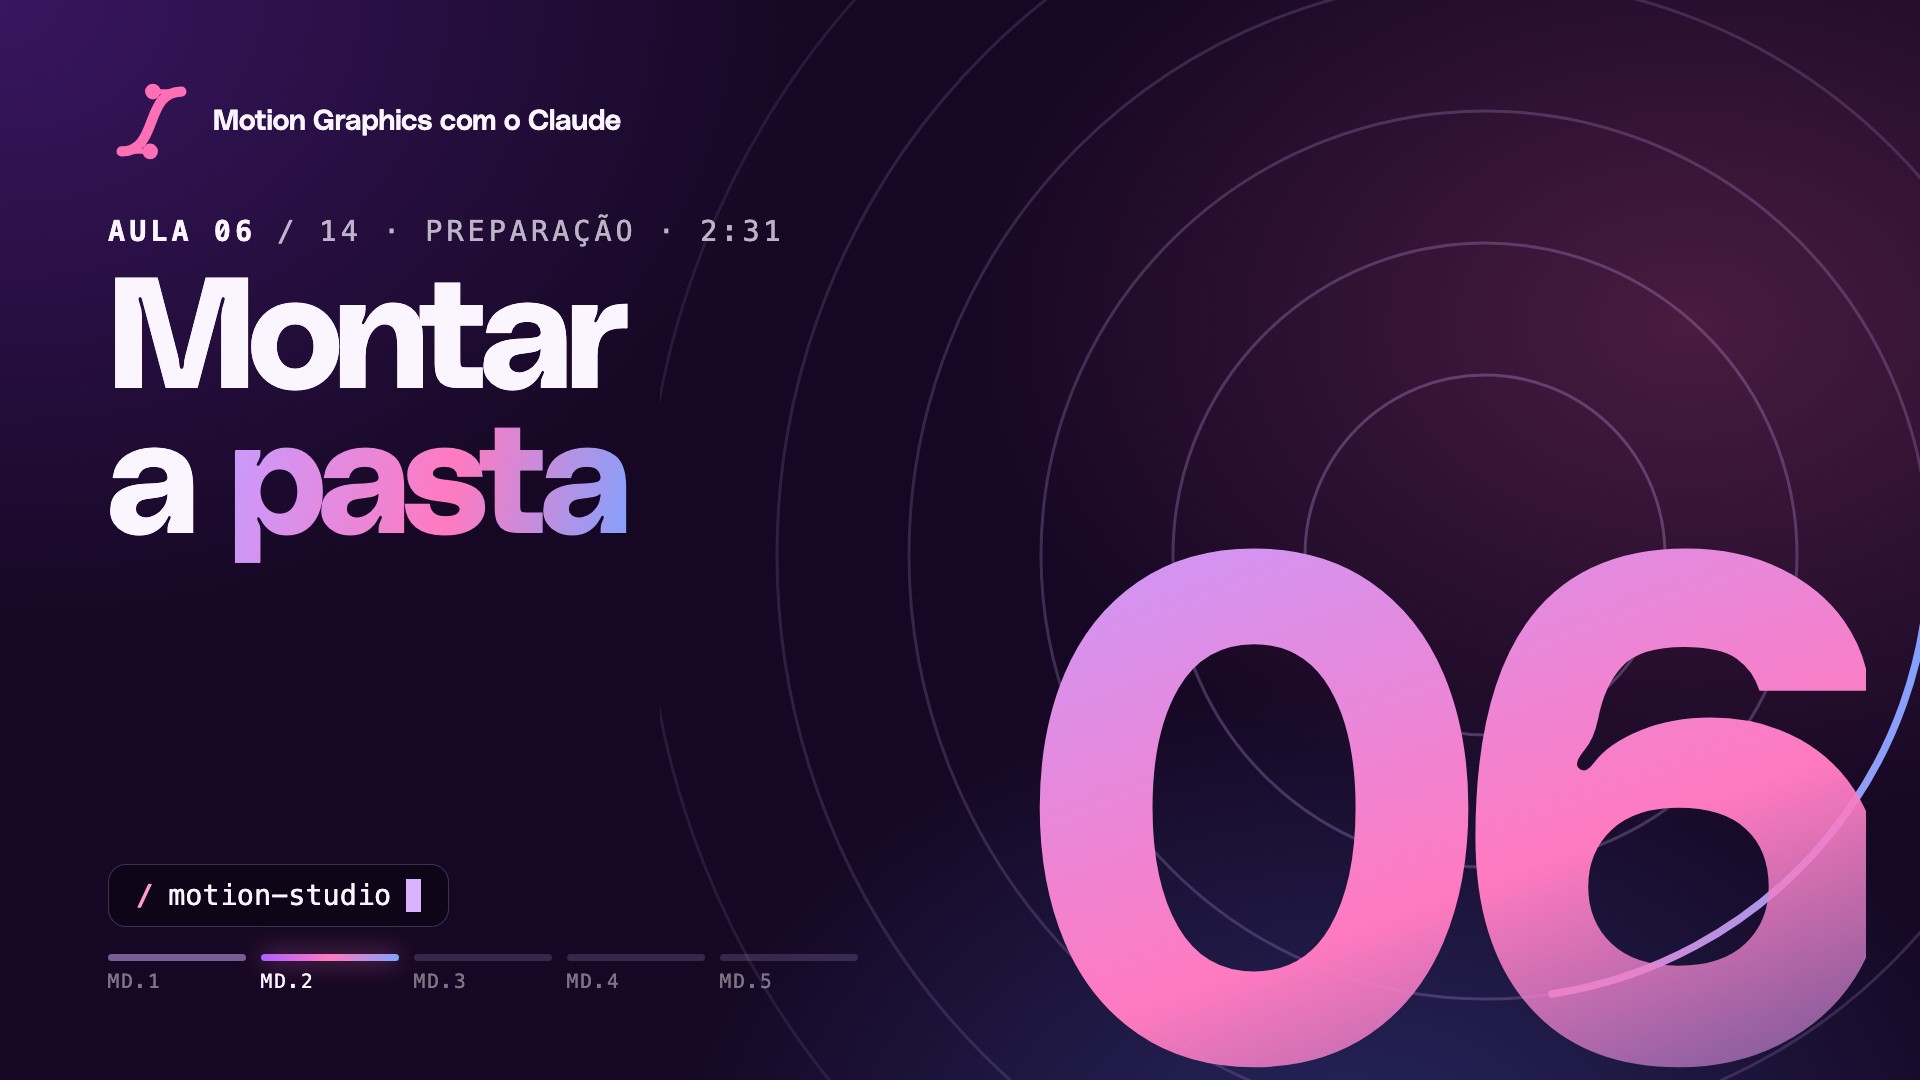 Motion Graphics com o Claude
AULA 06 / 14 · PREPARAÇÃO · 2:31
Montar
a pasta
06
/ motion-studio
MD.1 MD.2 MD.3 MD.4 MD.5